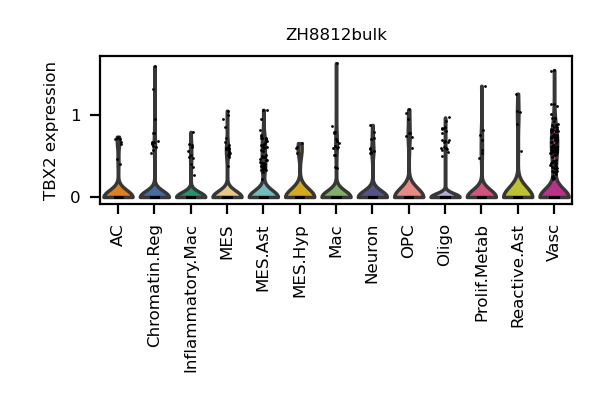 ZH8812bulk
TBX2 expression
1
0
AC
Chromatin.Reg
Inflammatory.Mac
MES
MES.Ast
MES.Hyp
Mac
Neuron
OPC
Oligo
Prolif.Metab
Reactive.Ast
Vasc